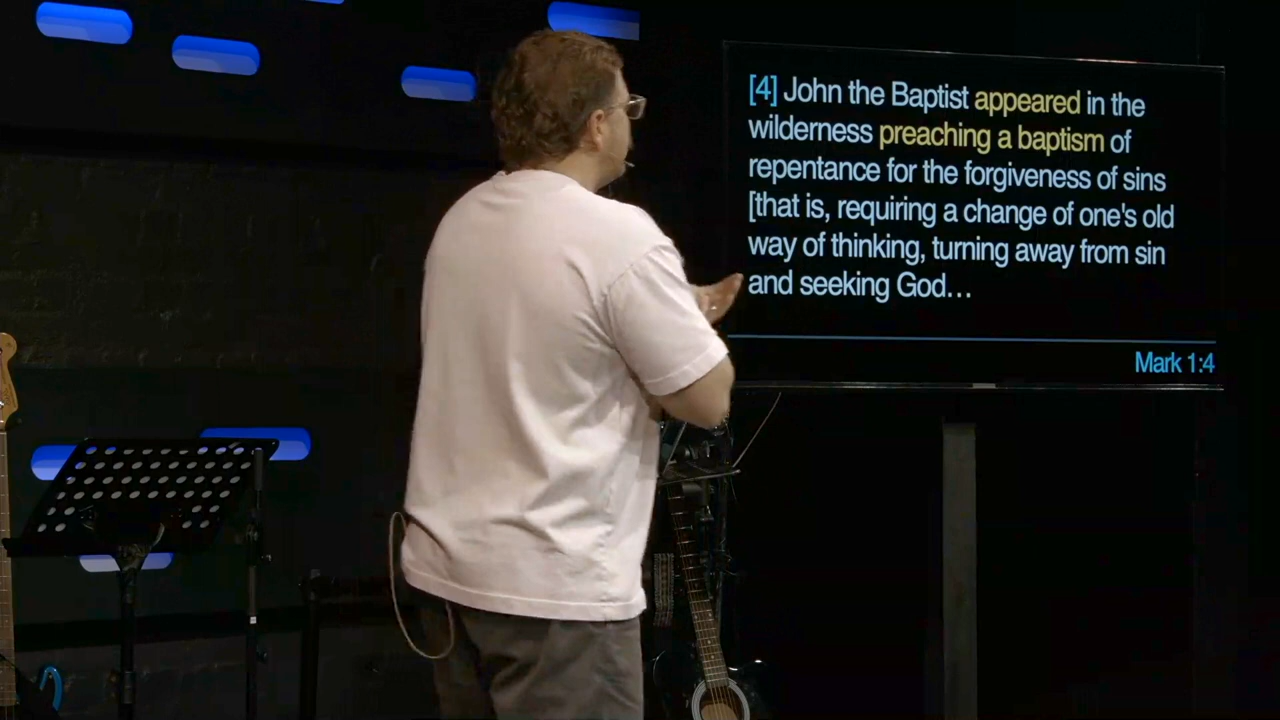 [4] John the Baptist appeared in the
wilderness preaching a baptism of
repentance for the forgiveness of sins
[that is, requiring a change of one's old
way of thinking, turning away from sin
and seeking God…
Mark 1:4